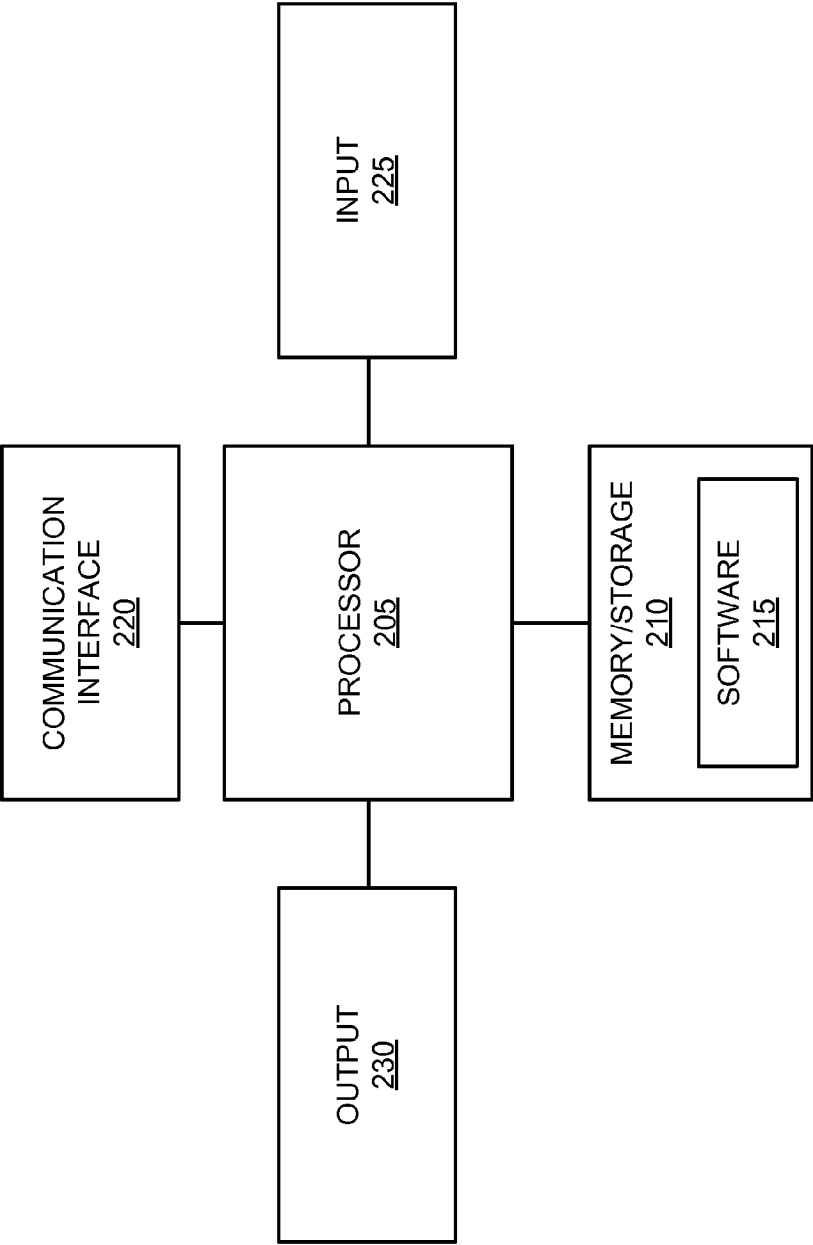 COMMUNICATION
INTERFACE
220
OUTPUT
230
PROCESSOR
205
INPUT
225
MEMORY/STORAGE
210
SOFTWARE
215